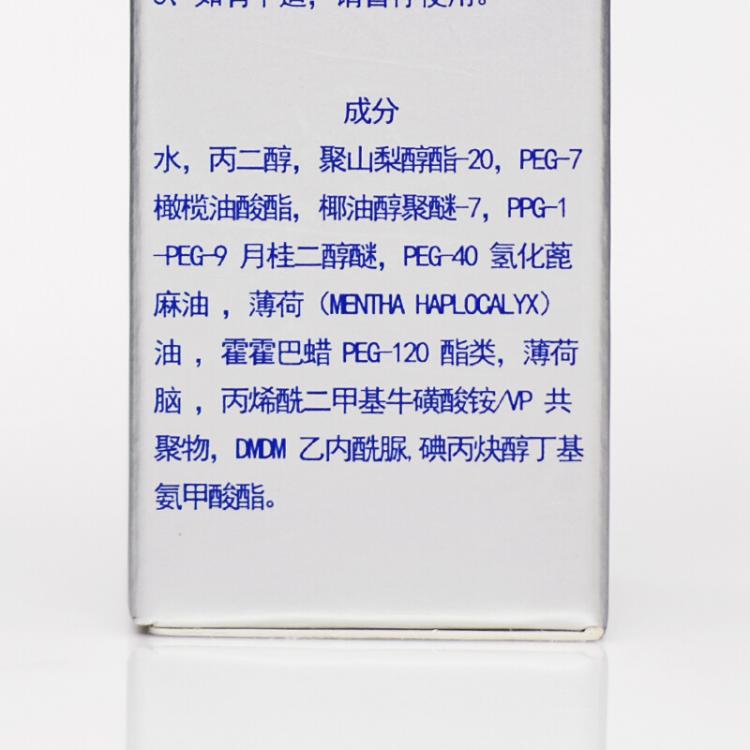 成分
水，丙二醇，聚山梨醇酯-20，PEG-7
橄榄油酸酯，椰油醇聚醚-7，PPG-1
-PEG-9 月桂二醇醚，PEG-40 氢化蓖
麻油 ，薄荷（MENTHA HAPLOCALYX）
油 ，霍霍巴蜡 PEG-120 酯类，薄荷
脑 ，丙烯酰二甲基牛磺酸铵/VP 共
聚物，DMDM 乙内酰脲,碘丙炔醇丁基
氨甲酸酯。